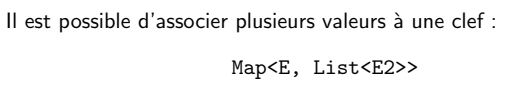 Il est possible d'associer plusieurs valeurs à une clef :
Map<E, List<E2>>